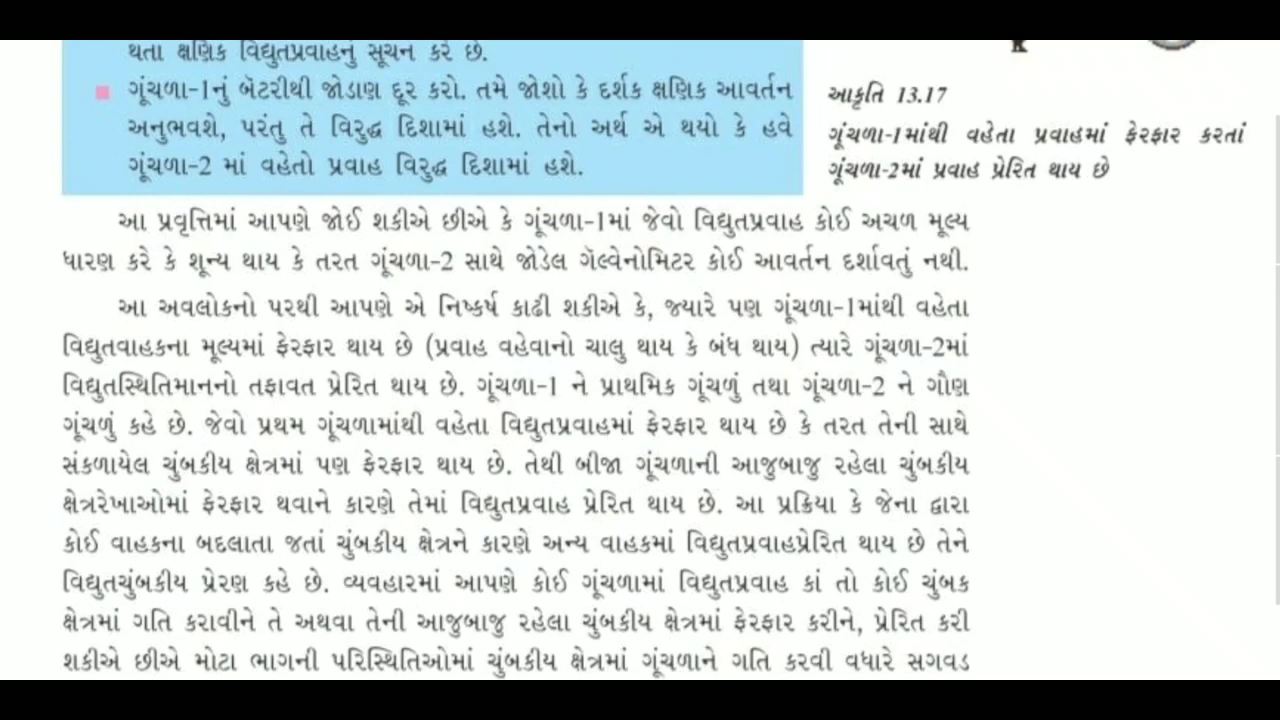 થતા ક્ષણિક વિદ્યુતપ્રવાહનું સૂચન કરે છે.
ગૂંચળા-1નું બૅટરીથી જોડાણ દૂર કરો. તમે જોશો કે દર્શક ક્ષણિક આવર્તન
અનુભવશે, પરંતુ તે વિરુદ્ધ દિશામાં હશે. તેનો અર્થ એ થયો કે હવે
ગૂંચળા-2 માં વહેતો પ્રવાહ વિરુદ્ધ દિશામાં હશે.
આકૃતિ 13.17
ગૂંચળા-1માંથી વહેતા પ્રવાહમાં ફેરફાર કરતાં
ગૂંચળા-2માં પ્રવાહ પ્રેરિત થાય છે
આ પ્રવૃત્તિમાં આપણે જોઈ શકીએ છીએ કે ગૂંચળા-1માં જેવો વિદ્યુતપ્રવાહ કોઈ અચળ મૂલ્ય
ધારણ કરે કે શૂન્ય થાય કે તરત ગૂંચળા-2 સાથે જોડેલ ગૅલ્વેનોમિટર કોઈ આવર્તન દર્શાવતું નથી.
આ અવલોકનો પરથી આપણે એ નિષ્કર્ષ કાઢી શકીએ કે, જ્યારે પણ ગૂંચળા-1માંથી વહેતા
વિદ્યુતવાહકના મૂલ્યમાં ફેરફાર થાય છે (પ્રવાહ વહેવાનો ચાલુ થાય કે બંધ થાય) ત્યારે ગૂંચળા-2માં
વિદ્યુતસ્થિતિમાનનો તફાવત પ્રેરિત થાય છે. ગૂંચળા-1 ને પ્રાથમિક ગૂંચળું તથા ગૂંચળા-2 ને ગૌણ
ગૂંચળું કહે છે. જેવો પ્રથમ ગૂંચળામાંથી વહેતા વિદ્યુતપ્રવાહમાં ફેરફાર થાય છે કે તરત તેની સાથે
સંકળાયેલ ચુંબકીય ક્ષેત્રમાં પણ ફેરફાર થાય છે. તેથી બીજા ગૂંચળાની આજુબાજુ રહેલા ચુંબકીય
ક્ષેત્રરેખાઓમાં ફેરફાર થવાને કારણે તેમાં વિદ્યુતપ્રવાહ પ્રેરિત થાય છે. આ પ્રક્રિયા કે જેના દ્વારા
કોઈ વાહકના બદલાતા જતાં ચુંબકીય ક્ષેત્રને કારણે અન્ય વાહકમાં વિદ્યુતપ્રવાહપ્રેરિત થાય છે તેને
વિદ્યુતચુંબકીય પ્રેરણ કહે છે. વ્યવહારમાં આપણે કોઈ ગૂંચળામાં વિદ્યુતપ્રવાહ કાં તો કોઈ ચુંબક
ક્ષેત્રમાં ગતિ કરાવીને તે અથવા તેની આજુબાજુ રહેલા ચુંબકીય ક્ષેત્રમાં ફેરફાર કરીને, પ્રેરિત કરી
શકીએ છીએ મોટા ભાગની પરિસ્થિતિઓમાં ચુંબકીય ક્ષેત્રમાં ગૂંચળાને ગતિ કરવી વધારે સગવડ